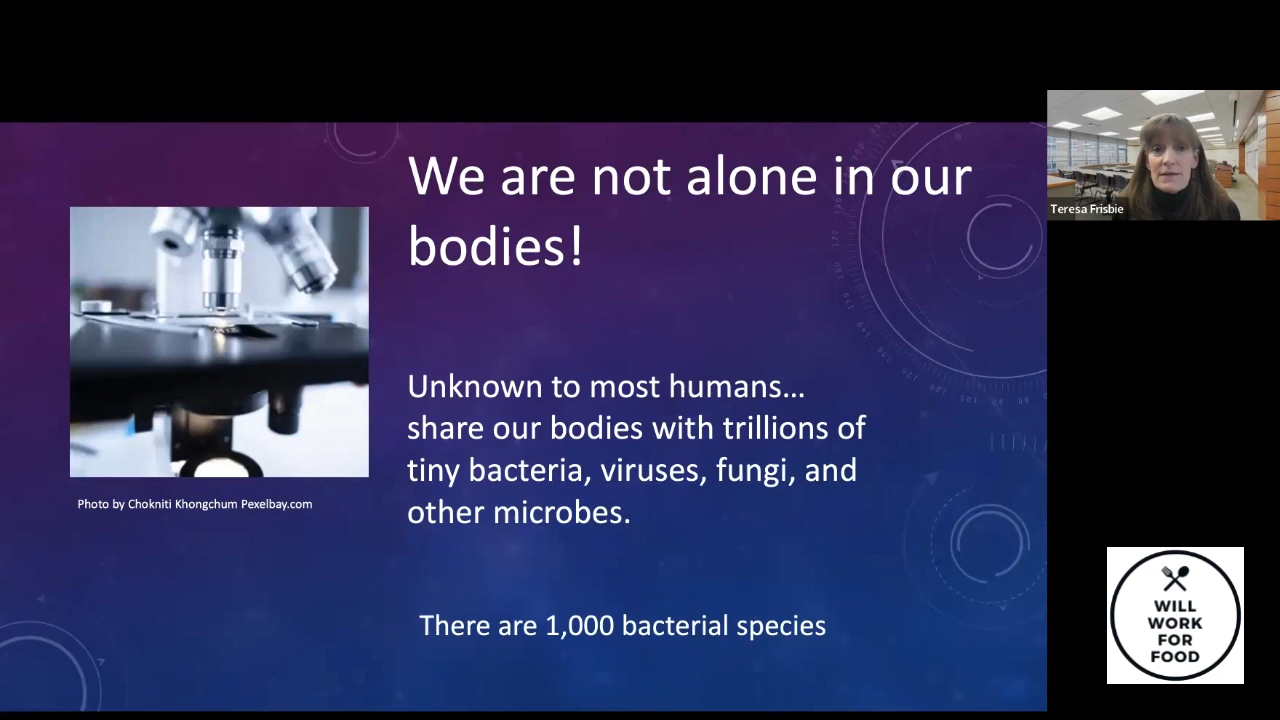 We are not alone in our
bodies!
Unknown to most humans…
share our bodies with trillions of
tiny bacteria, viruses, fungi, and
other microbes.
There are 1,000 bacterial species
Photo by Chokniti Khongchum Pexelbay.com
Teresa Frisbie
WILL
WORK
FOR
FOOD